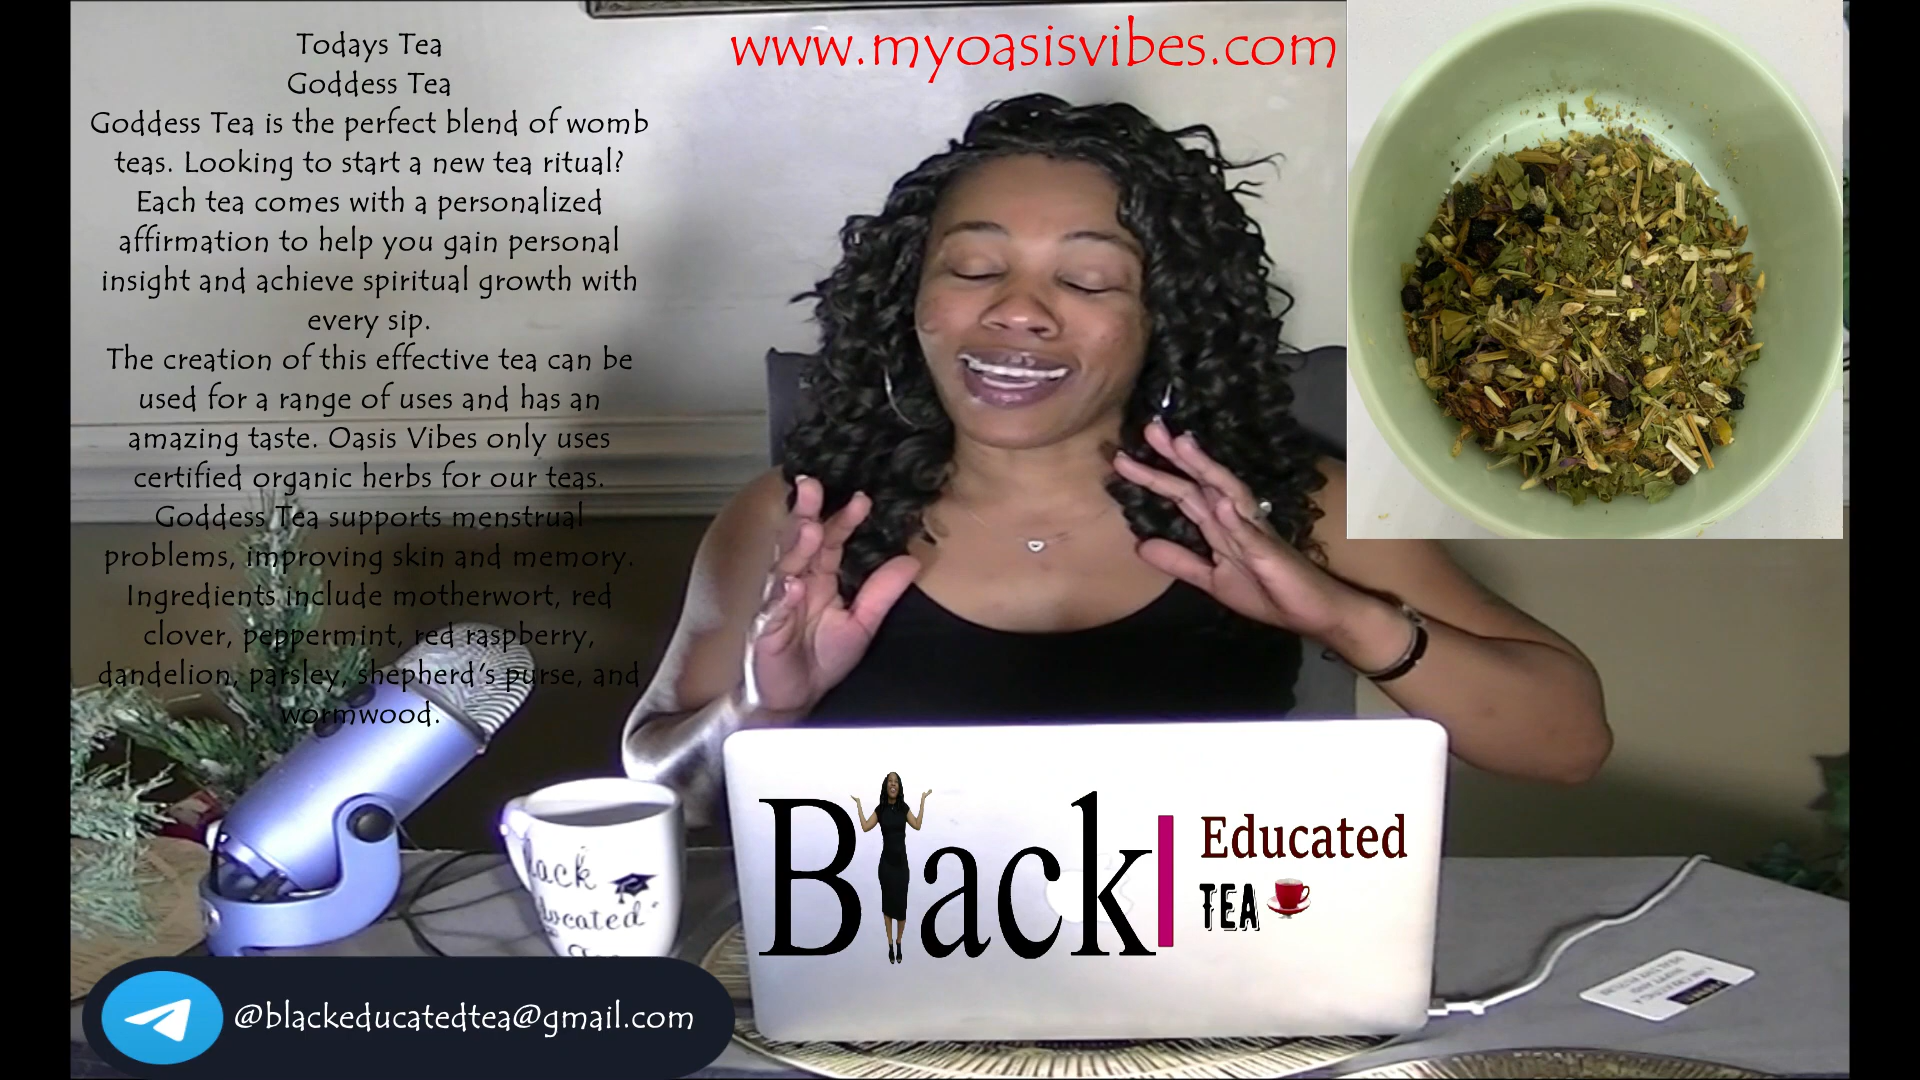 Todays Tea
Goddess Tea
Goddess Tea is the perfect blend of womb
teas. Looking to start a new tea ritual?
Each tea comes with a personalized
affirmation to help you gain personal
insight and achieve spiritual growth with
every sip.
The creation of this effective tea can be
used for a range of uses and has an
amazing taste. Oasis Vibes only uses
certified organic herbs for our teas.
Goddess Tea supports menstrual
problems, improving skin and memory.
Ingredients include motherwort, red
clover, peppermint, red raspberry,
dandelion, parsley, shepherd's purse, and
wormwood.
www.myoasisvibes.com
Black
Educated
TEA
@blackeducatedtea@gmail.com